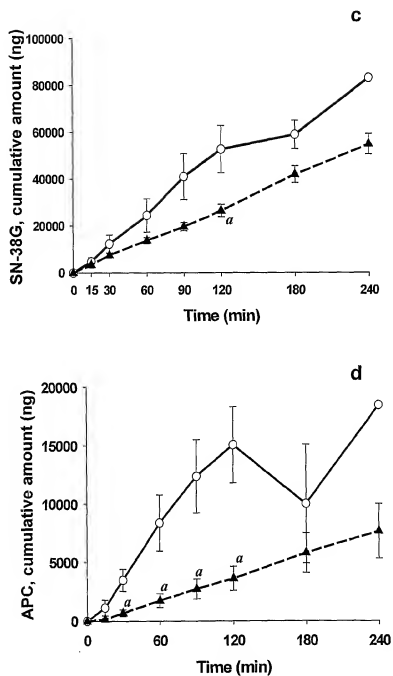 c
SN-38G, cumulative amount (ng)
100000
80000
60000
40000
20000
0
a
0 15 30 60 90 120 180 240
Time (min)
d
APC, cumulative amount (ng)
20000
15000
10000
5000
0
a a a a
0 30 60 90 120 180 240
Time (min)